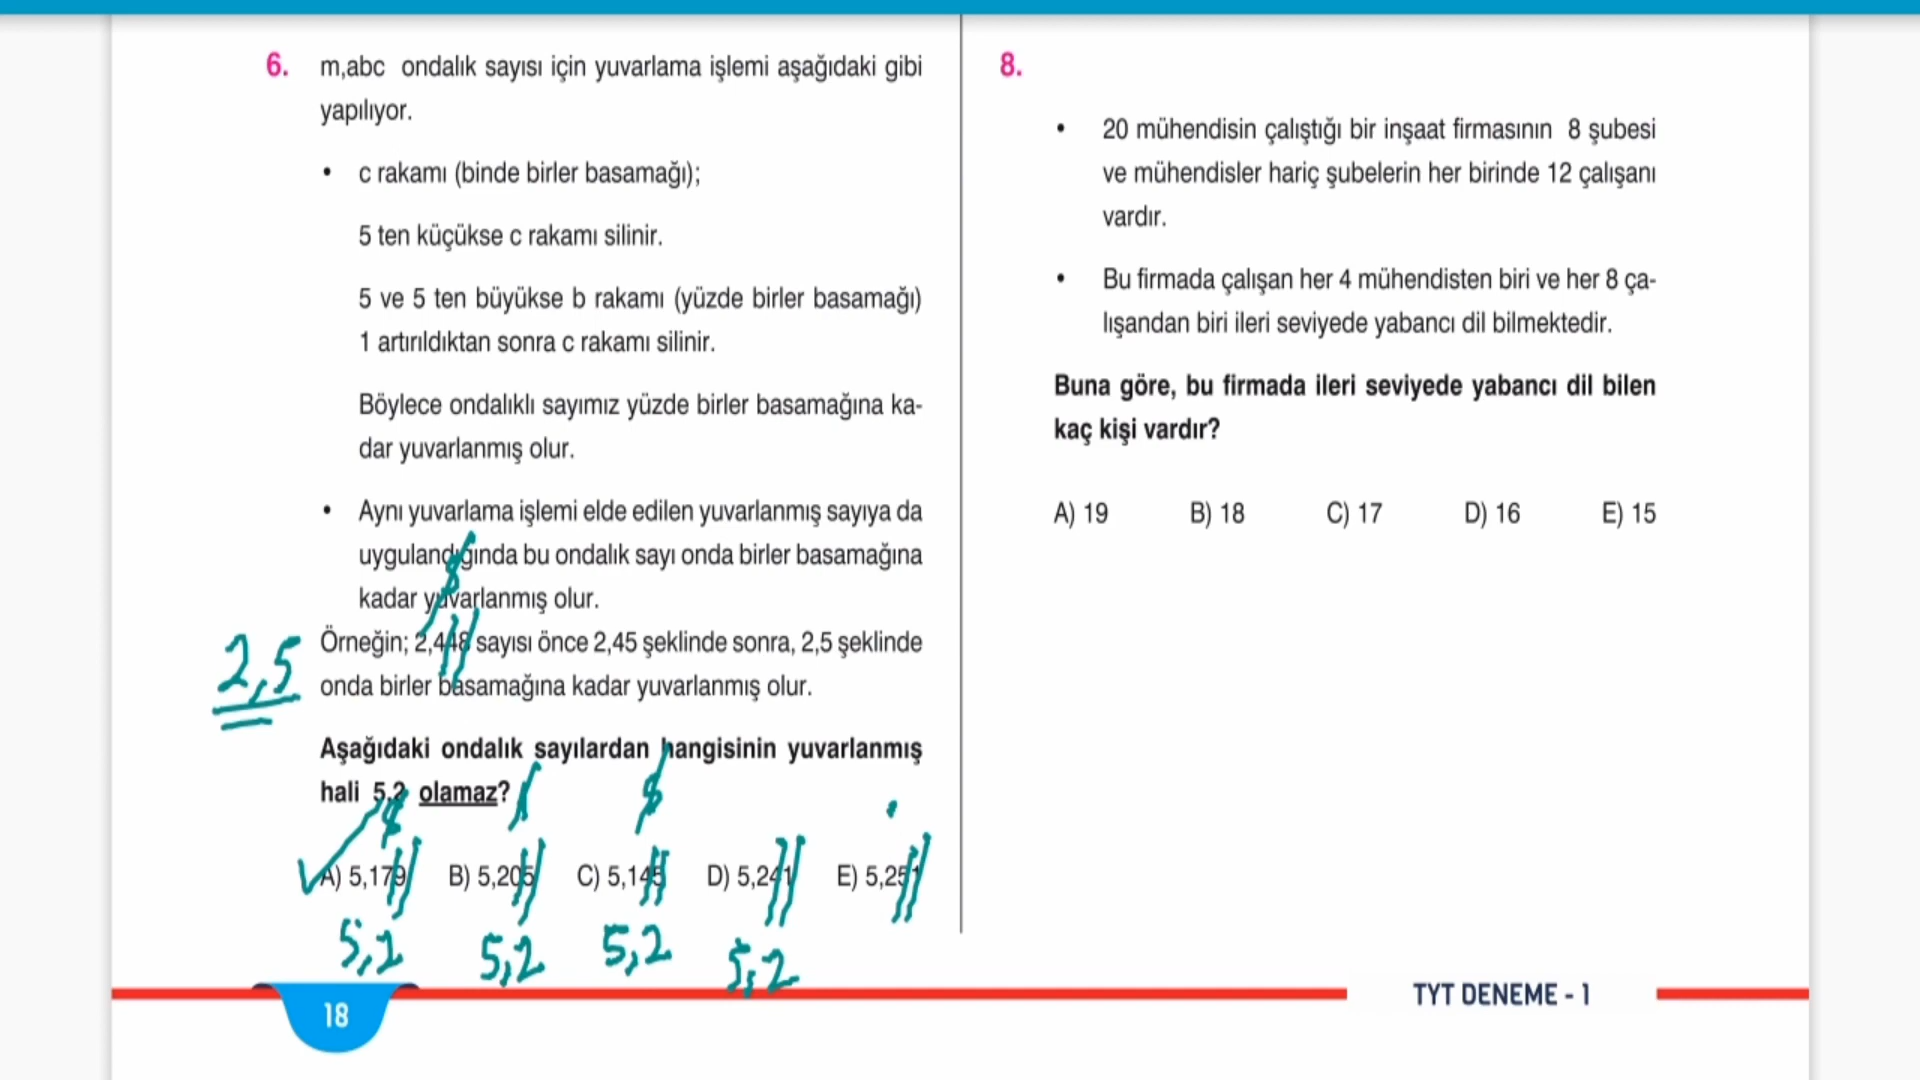 6. m,abc ondalık sayısı için yuvarlama işlemi aşağıdaki gibi
yapılıyor.
• c rakamı (binde birler basamağı);
5 ten küçükse c rakamı silinir.
5 ve 5 ten büyükse b rakamı (yüzde birler basamağı)
1 artırıldıktan sonra c rakamı silinir.
Böylece ondalıklı sayımız yüzde birler basamağına ka-
dar yuvarlanmış olur.
• Aynı yuvarlama işlemi elde edilen yuvarlanmış sayıya da
uygulandığında bu ondalık sayı onda birler basamağına
kadar yuvarlanmış olur.
Örneğin; 2,448 sayısı önce 2,45 şeklinde sonra, 2,5 şeklinde
onda birler basamağına kadar yuvarlanmış olur.
2,5
Aşağıdaki ondalık sayılardan hangisinin yuvarlanmış
hali 5,2 olamaz?
A) 5,179 B) 5,205 C) 5,145 D) 5,241 E) 5,251
5,2 5,2 5,2 5,2
18
8.
• 20 mühendisin çalıştığı bir inşaat firmasının 8 şubesi
ve mühendisler hariç şubelerin her birinde 12 çalışanı
vardır.
• Bu firmada çalışan her 4 mühendisten biri ve her 8 ça-
lışandan biri ileri seviyede yabancı dil bilmektedir.
Buna göre, bu firmada ileri seviyede yabancı dil bilen
kaç kişi vardır?
A) 19 B) 18 C) 17 D) 16 E) 15
TYT DENEME - 1